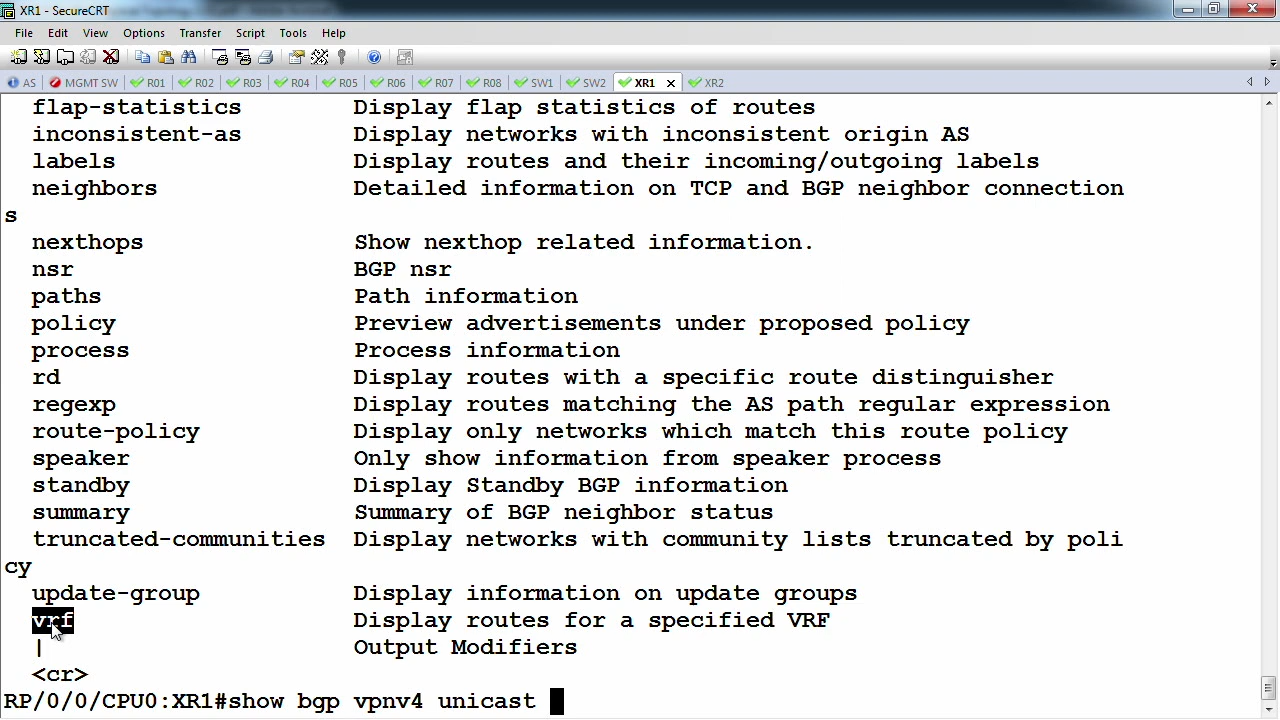 XR1 - SecureCRT
File Edit View Options Transfer Script Tools Help
AS MGMT SW R01 R02 R03 R04 R05 R06 R07 R08 SW1 SW2 XR1 XR2
flap-statistics Display flap statistics of routes
inconsistent-as Display networks with inconsistent origin AS
labels Display routes and their incoming/outgoing labels
neighbors Detailed information on TCP and BGP neighbor connection
s
nexthops Show nexthop related information.
nsr BGP nsr
paths Path information
policy Preview advertisements under proposed policy
process Process information
rd Display routes with a specific route distinguisher
regexp Display routes matching the AS path regular expression
route-policy Display only networks which match this route policy
speaker Only show information from speaker process
standby Display Standby BGP information
summary Summary of BGP neighbor status
truncated-communities Display networks with community lists truncated by poli
cy
update-group Display information on update groups
vrf Display routes for a specified VRF
| Output Modifiers
<cr>
RP/0/0/CPU0:XR1#show bgp vpnv4 unicast